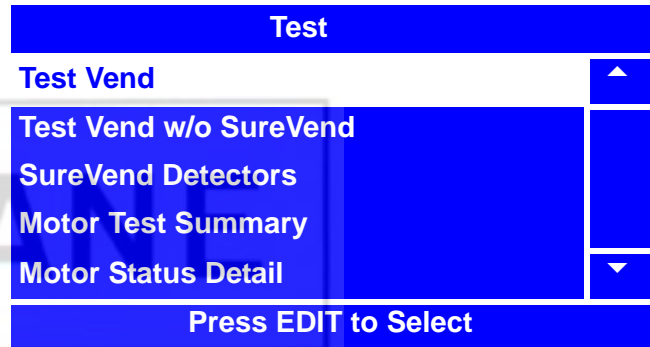 Test
Test Vend
Test Vend w/o SureVend
SureVend Detectors
Motor Test Summary
Motor Status Detail
Press EDIT to Select